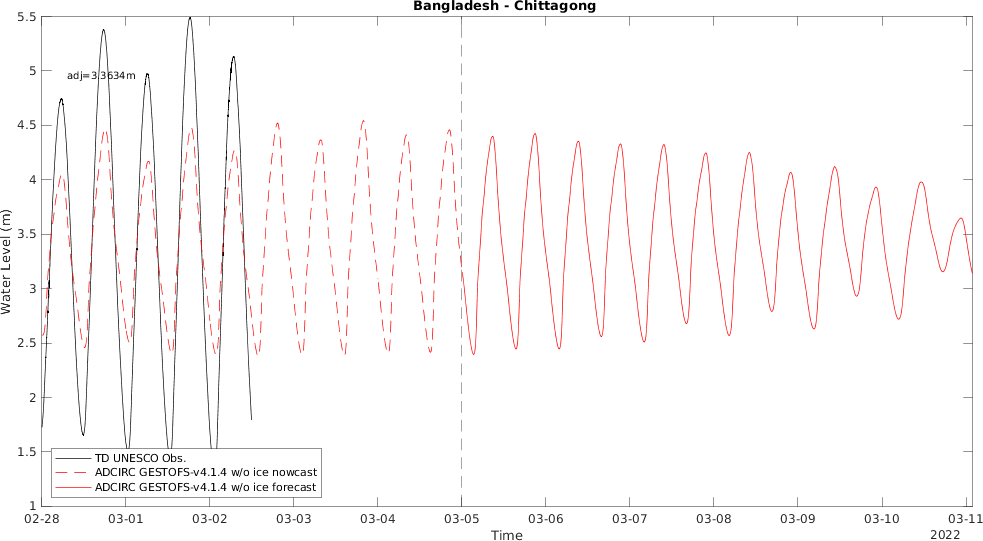 Bangladesh - Chittagong
5.5
5
4.5
4
3.5
3
2.5
2
1.5
1
Water Level (m)
adj=3.3634m
TD UNESCO Obs.
ADCIRC GESTOFS-v4.1.4 w/o ice nowcast
ADCIRC GESTOFS-v4.1.4 w/o ice forecast
02-28 03-01 03-02 03-03 03-04 03-05 03-06 03-07 03-08 03-09 03-10 03-11
Time
2022